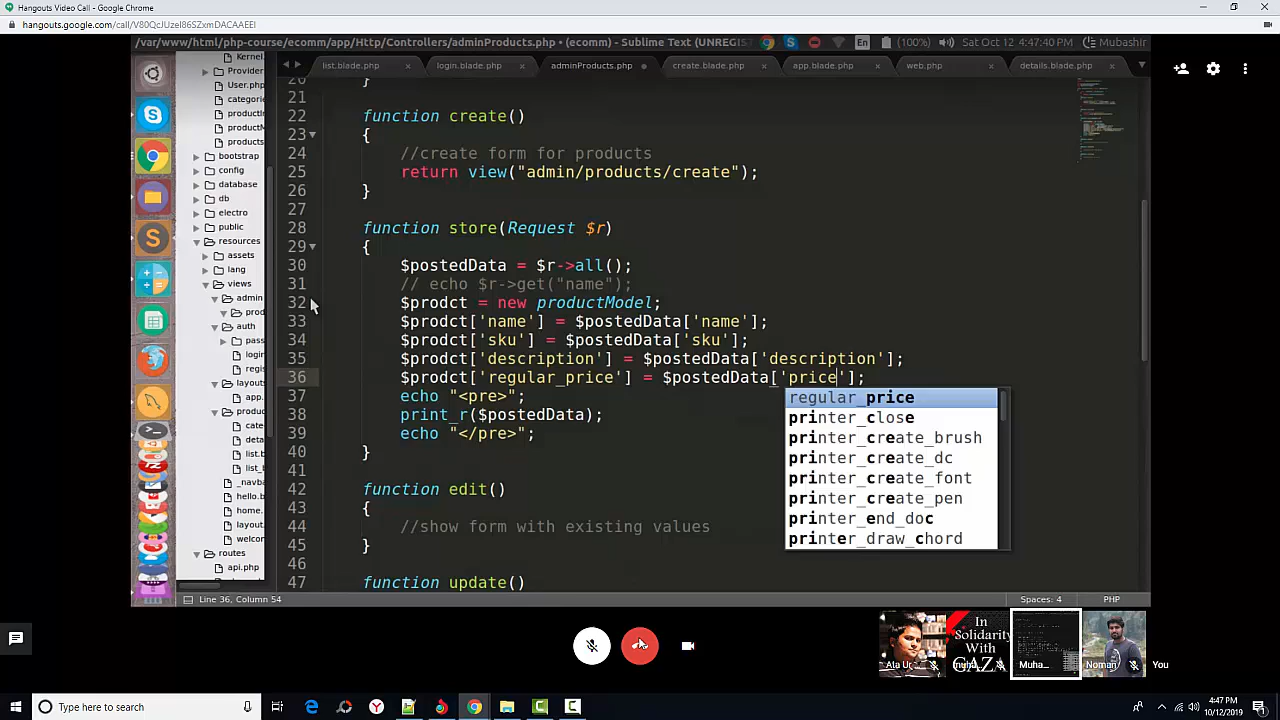 Hangouts Video Call - Google Chrome
hangouts.google.com/call/V80QcJUzel86SZxmDACAAEEI
/var/www/html/php-course/ecomm/app/Http/Controllers/adminProducts.php • (ecomm) - Sublime Text (UNREGIS
En
(100%)
Sat Oct 12
4:47:40 PM
Mubashir
list.blade.php
login.blade.php
adminProducts.php
create.blade.php
app.blade.php
web.php
details.blade.php
Kernel.
Provider
User.php
categorie
productIn
productM
products
bootstrap
config
database
db
electro
public
resources
assets
lang
views
admin
prod
auth
pass
login
regis
layouts
app.
produc
cate
deta
list.b
list_b
_navba
hello.b
home.
layout.
welcom
routes
api.php
20 }
21
22 function create()
23 {
24 //create form for products
25 return view("admin/products/create");
26 }
27
28 function store(Request $r)
29 {
30 $postedData = $r->all();
31 // echo $r->get("name");
32 $prodct = new productModel;
33 $prodct['name'] = $postedData['name'];
34 $prodct['sku'] = $postedData['sku'];
35 $prodct['description'] = $postedData['description'];
36 $prodct['regular_price'] = $postedData['price'];
37 echo "<pre>";
38 print_r($postedData);
39 echo "</pre>";
40 }
41
42 function edit()
43 {
44 //show form with existing values
45 }
46
47 function update()
regular_price
printer_close
printer_create_brush
printer_create_dc
printer_create_font
printer_create_pen
printer_end_doc
printer_draw_chord
Line 36, Column 54
Spaces: 4
PHP
In
Solidarity
With
GAZA
Ata U
Muha...
Noman
You
Type here to search
4:47 PM
10/12/2019